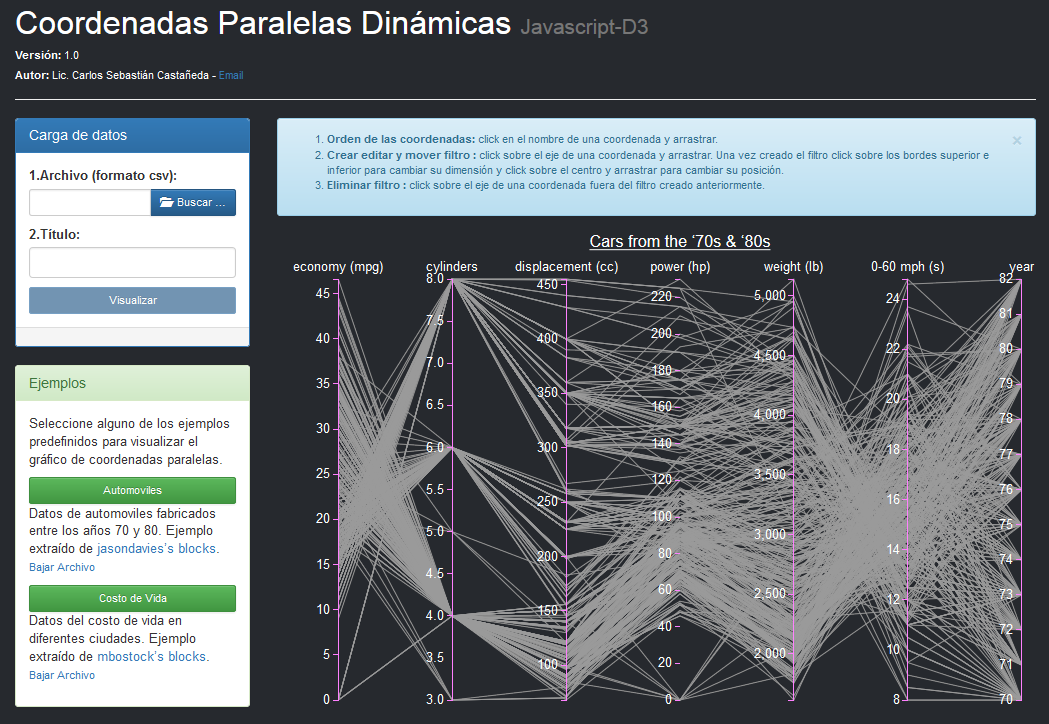 Coordenadas Paralelas Dinámicas Javascript-D3
Versión: 1.0
Autor: Lic. Carlos Sebastián Castañeda - Email
Carga de datos
1.Archivo (formato csv):
Buscar ...
2.Título:
Visualizar
Ejemplos
Seleccione alguno de los ejemplos
predefinidos para visualizar el
gráfico de coordenadas paralelas.
Automoviles
Datos de automoviles fabricados
entre los años 70 y 80. Ejemplo
extraído de jasondavies's blocks.
Bajar Archivo
Costo de Vida
Datos del costo de vida en
diferentes ciudades. Ejemplo
extraído de mbostock's blocks.
Bajar Archivo
1. Orden de las coordenadas: click en el nombre de una coordenada y arrastrar.
2. Crear editar y mover filtro : click sobre el eje de una coordenada y arrastrar. Una vez creado el filtro click sobre los bordes superior e
inferior para cambiar su dimensión y click sobre el centro y arrastrar para cambiar su posición.
3. Eliminar filtro : click sobre el eje de una coordenada fuera del filtro creado anteriormente.
×
Cars from the ‘70s & ‘80s
economy (mpg) cylinders displacement (cc) power (hp) weight (lb) 0-60 mph (s) year
45
40
35
30
25
20
15
10
5
0
8.0
7.5
7.0
6.5
6.0
5.5
5.0
4.5
4.0
3.5
3.0
450
400
350
300
250
200
150
100
220
200
180
160
140
120
100
80
60
40
20
0
5,000
4,500
4,000
3,500
3,000
2,500
2,000
24
22
20
18
16
14
12
10
8
82
81
80
79
78
77
76
75
74
73
72
71
70